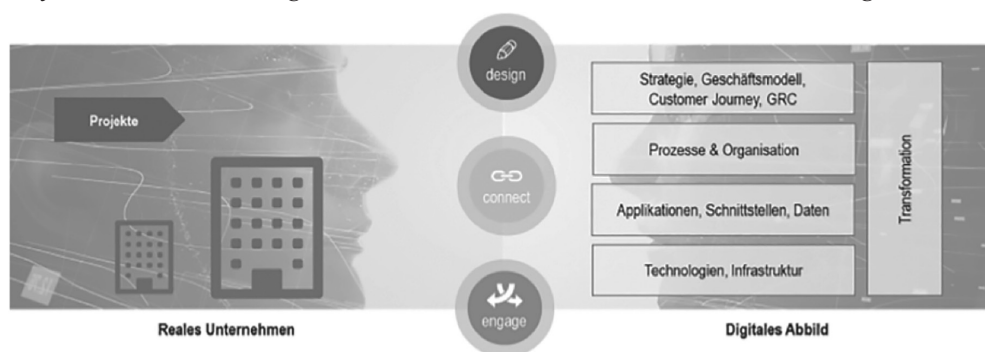 design
Strategie, Geschäftsmodell,
Customer Journey, GRC
Projekte
Prozesse & Organisation
connect
Applikationen, Schnittstellen, Daten
Transformation
Technologien, Infrastruktur
engage
Reales Unternehmen
Digitales Abbild